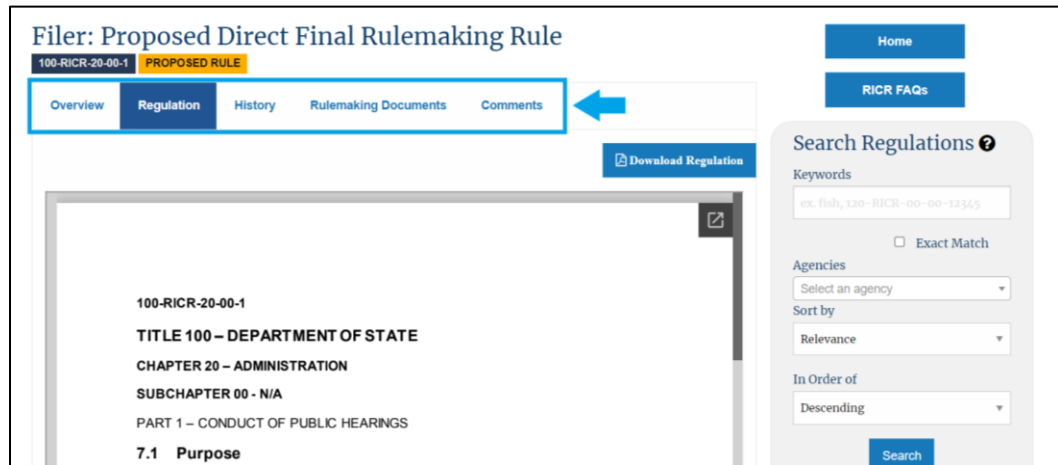 Filer: Proposed Direct Final Rulemaking Rule
100-RICR-20-00-1 PROPOSED RULE
Overview Regulation History Rulemaking Documents Comments
Download Regulation
100-RICR-20-00-1
TITLE 100 – DEPARTMENT OF STATE
CHAPTER 20 – ADMINISTRATION
SUBCHAPTER 00 - N/A
PART 1 – CONDUCT OF PUBLIC HEARINGS
7.1 Purpose
Home
RICR FAQs
Search Regulations ?
Keywords
ex. fish, 120-RICR-00-00-12345
Exact Match
Agencies
Select an agency
Sort by
Relevance
In Order of
Descending
Search